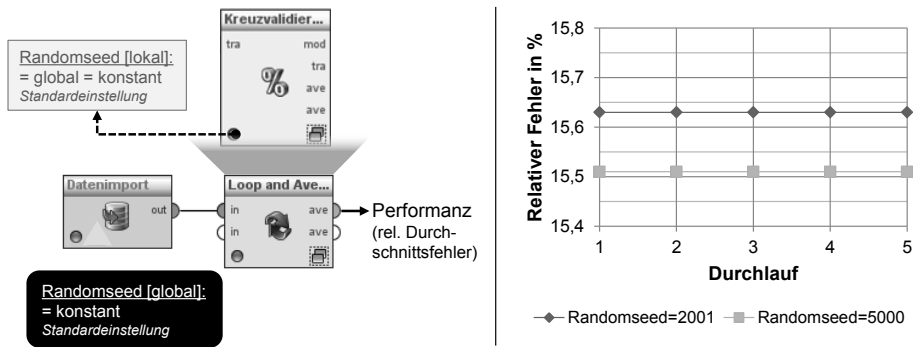 Kreuzvalidier...
tra
mod
tra
ave
ave
Randomseed [lokal]:
= global = konstant
Standardeinstellung
Datenimport
out
Loop and Ave...
in
ave
in
ave
Performanz
(rel. Durch-
schnittsfehler)
Randomseed [global]:
= konstant
Standardeinstellung
Relativer Fehler in %
15,8
15,7
15,6
15,5
15,4
1 2 3 4 5
Durchlauf
Randomseed=2001 Randomseed=5000